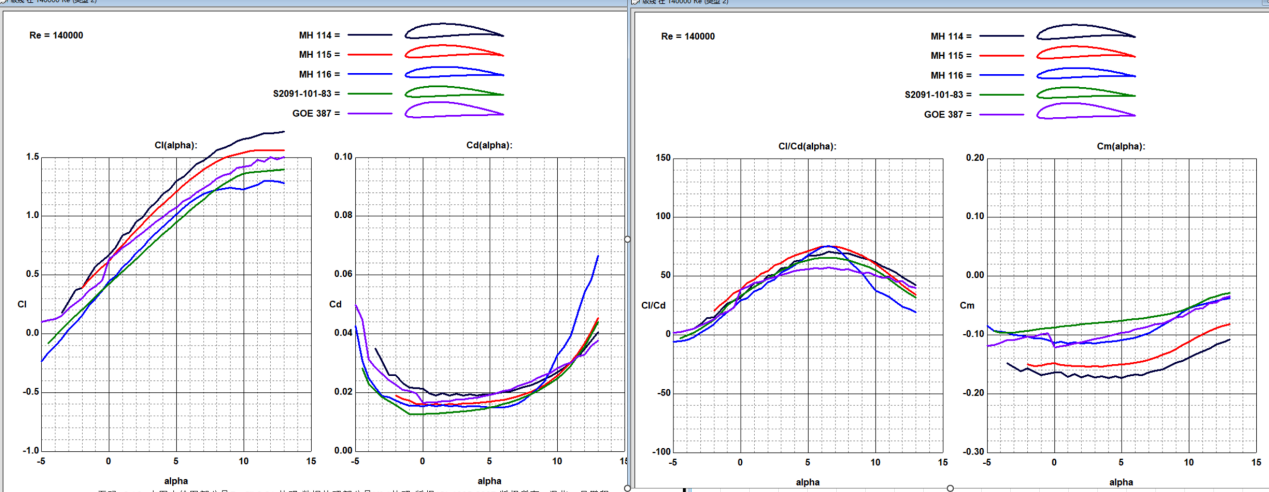 Re = 140000
MH 114 =
MH 115 =
MH 116 =
S2091-101-83 =
GOE 387 =
Cl(alpha):
1.5
1.0
0.5
Cl
0.0
-0.5
-1.0
-5 0 5 10 15
alpha
Cd(alpha):
0.10
0.08
0.06
Cd
0.04
0.02
0.00
-5 0 5 10
alpha
Re = 140000
MH 114 =
MH 115 =
MH 116 =
S2091-101-83 =
GOE 387 =
Cl/Cd(alpha):
150
100
50
Cl/Cd
0
-50
-100
-5 0 5 10 15
alpha
Cm(alpha):
0.20
0.10
0.00
Cm
-0.10
-0.20
-0.30
-5 0 5 10 15
alpha